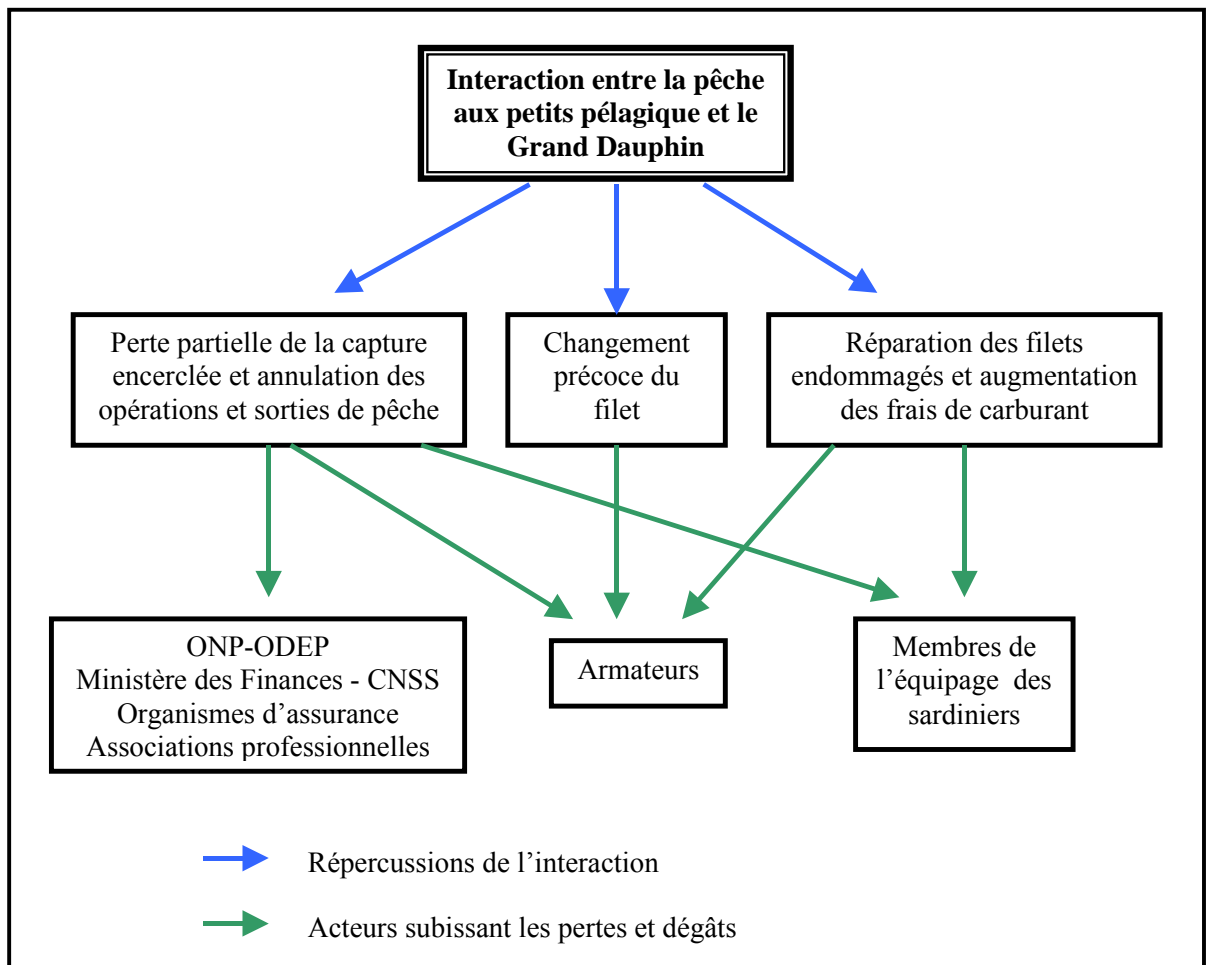 Interaction entre la pêche
aux petits pélagique et le
Grand Dauphin
Perte partielle de la capture
encerclée et annulation des
opérations et sorties de pêche
Changement
précoce du
filet
Réparation des filets
endommagés et augmentation
des frais de carburant
ONP-ODEP
Ministère des Finances - CNSS
Organismes d’assurance
Associations professionnelles
Armateurs
Membres de
l’équipage des
sardiniers
Répercussions de l’interaction
Acteurs subissant les pertes et dégâts